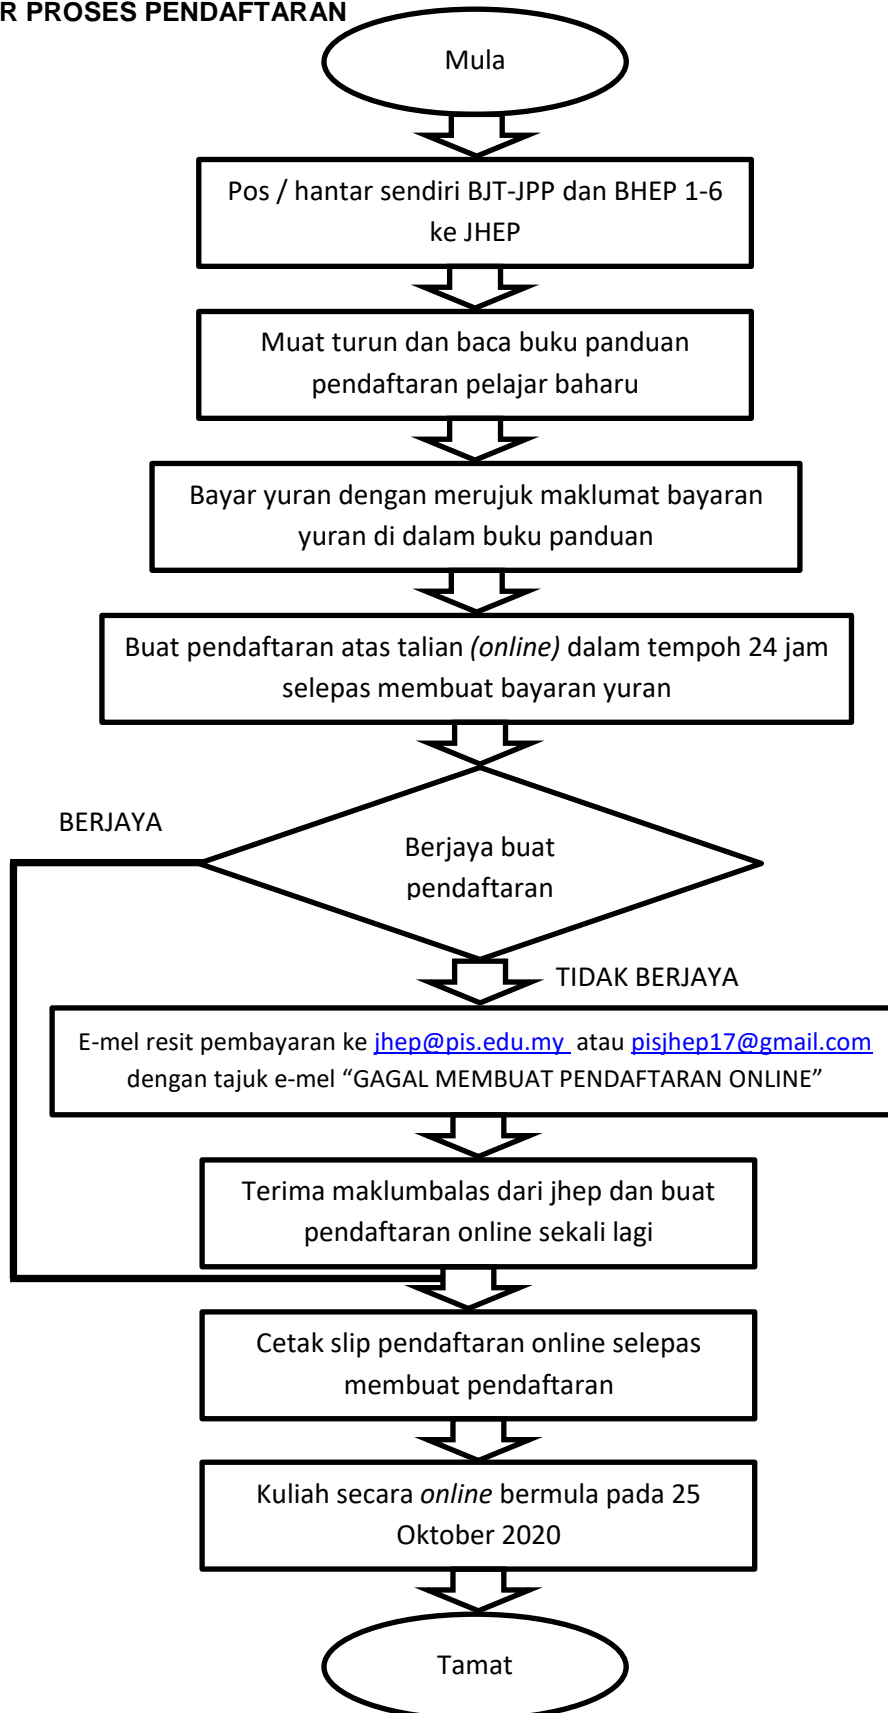 R PROSES PENDAFTARAN
Mula
Pos / hantar sendiri BJT-JPP dan BHEP 1-6
ke JHEP
Muat turun dan baca buku panduan
pendaftaran pelajar baharu
Bayar yuran dengan merujuk maklumat bayaran
yuran di dalam buku panduan
Buat pendaftaran atas talian (online) dalam tempoh 24 jam
selepas membuat bayaran yuran
BERJAYA
Berjaya buat
pendaftaran
TIDAK BERJAYA
E-mel resit pembayaran ke jhep@pis.edu.my atau pisjhep17@gmail.com
dengan tajuk e-mel “GAGAL MEMBUAT PENDAFTARAN ONLINE”
Terima maklumbalas dari jhep dan buat
pendaftaran online sekali lagi
Cetak slip pendaftaran online selepas
membuat pendaftaran
Kuliah secara online bermula pada 25
Oktober 2020
Tamat